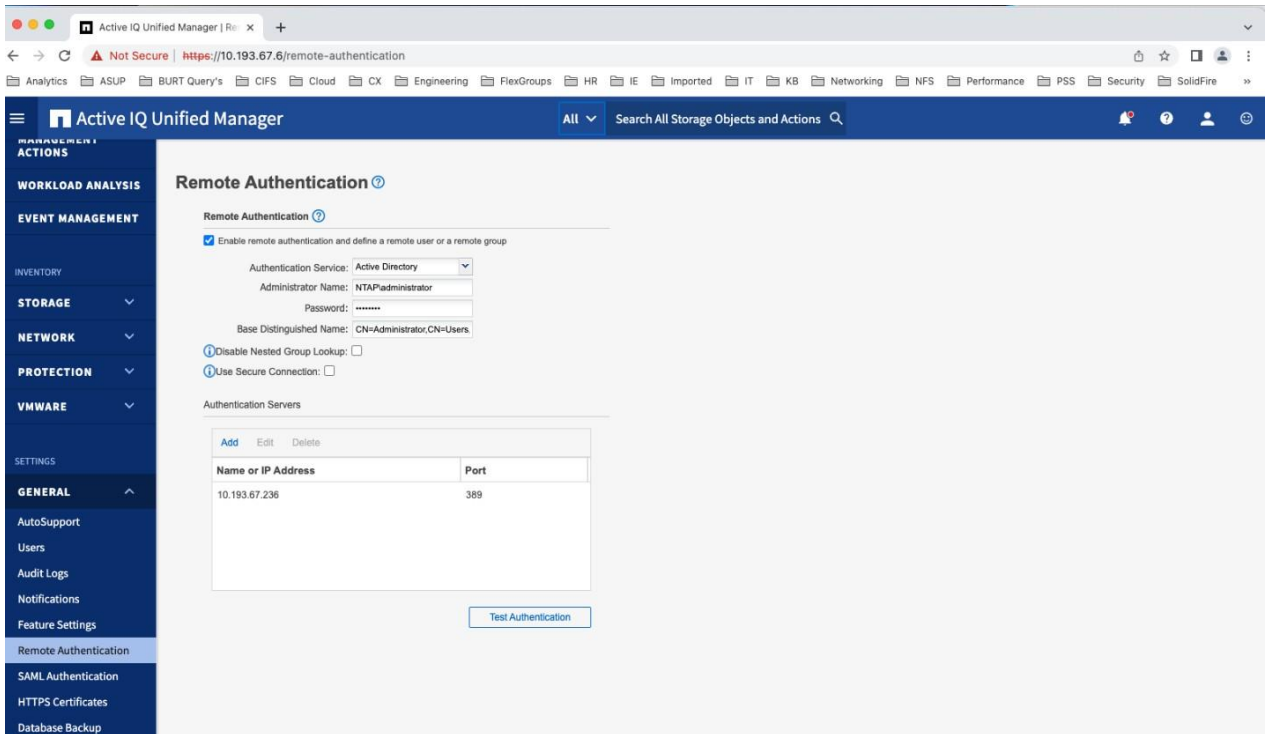 Active IQ Unified Manager | Re
Not Secure | https://10.193.67.6/remote-authentication
Analytics ASUP BURT Query's CIFS Cloud CX Engineering FlexGroups HR IE Imported IT KB Networking NFS Performance PSS Security SolidFire »
Active IQ Unified Manager All Search All Storage Objects and Actions
MANAGEMENT
ACTIONS
WORKLOAD ANALYSIS
EVENT MANAGEMENT
INVENTORY
STORAGE
NETWORK
PROTECTION
VMWARE
SETTINGS
GENERAL
AutoSupport
Users
Audit Logs
Notifications
Feature Settings
Remote Authentication
SAML Authentication
HTTPS Certificates
Database Backup
Remote Authentication
Remote Authentication
Enable remote authentication and define a remote user or a remote group
Authentication Service: Active Directory
Administrator Name: NTAP\administrator
Password: ••••••••
Base Distinguished Name: CN=Administrator,CN=Users,
Disable Nested Group Lookup:
Use Secure Connection:
Authentication Servers
Add Edit Delete
Name or IP Address Port
10.193.67.236 389
Test Authentication